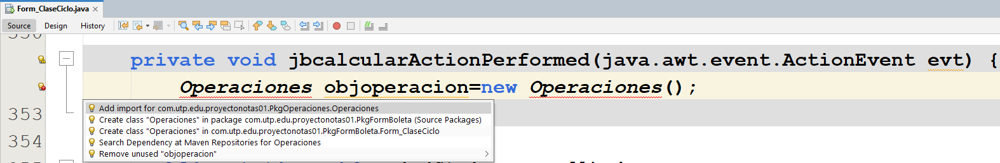 Form_ClaseCiclo.java
Source Design History
private void jbcalcularActionPerformed(java.awt.event.ActionEvent evt) {
Operaciones objoperacion=new Operaciones();
Add import for com.utp.edu.proyectonotas01.PkgOperaciones.Operaciones
353
Create class "Operaciones" in package com.utp.edu.proyectonotas01.PkgFormBoleta (Source Packages)
Create class "Operaciones" in com.utp.edu.proyectonotas01.PkgFormBoleta.Form_ClaseCiclo
354
Search Dependency at Maven Repositories for Operaciones
Remove unused "objoperacion"